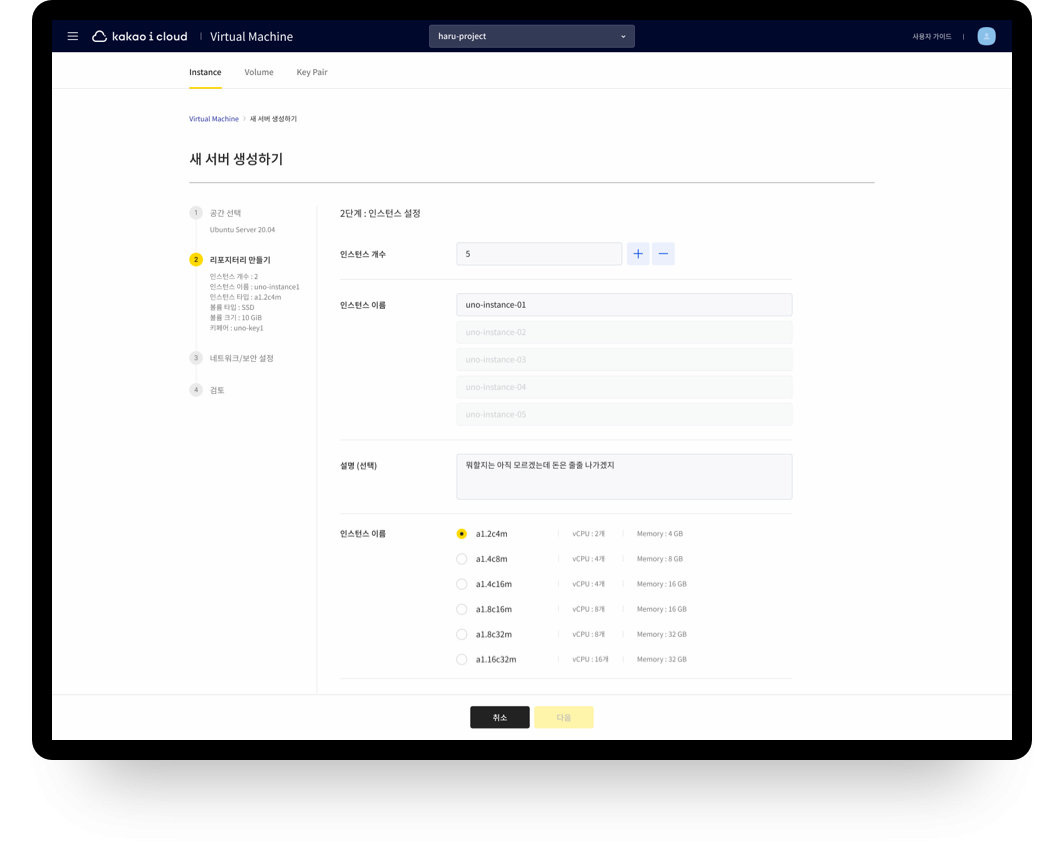 kakao i cloud | Virtual Machine
haru-project
사용자 가이드 |
Instance Volume Key Pair
Virtual Machine › 새 서버 생성하기
새 서버 생성하기
1 공간 선택
Ubuntu Server 20.04
2 리포지터리 만들기
인스턴스 개수 : 2
인스턴스 이름 : uno-instance1
인스턴스 타입 : a1.2c4m
볼륨 타입 : SSD
볼륨 크기 : 10 GiB
키페어 : uno-key1
3 네트워크/보안 설정
4 검토
2단계 : 인스턴스 설정
인스턴스 개수 5
인스턴스 이름 uno-instance-01
uno-instance-02
uno-instance-03
uno-instance-04
uno-instance-05
설명 (선택) 뭐할지는 아직 모르겠는데 돈은 줄줄 나가겠지
인스턴스 이름 a1.2c4m vCPU : 2개 Memory : 4 GB
a1.4c8m vCPU : 4개 Memory : 8 GB
a1.4c16m vCPU : 4개 Memory : 16 GB
a1.8c16m vCPU : 8개 Memory : 16 GB
a1.8c32m vCPU : 8개 Memory : 32 GB
a1.16c32m vCPU : 16개 Memory : 32 GB
취소 다음